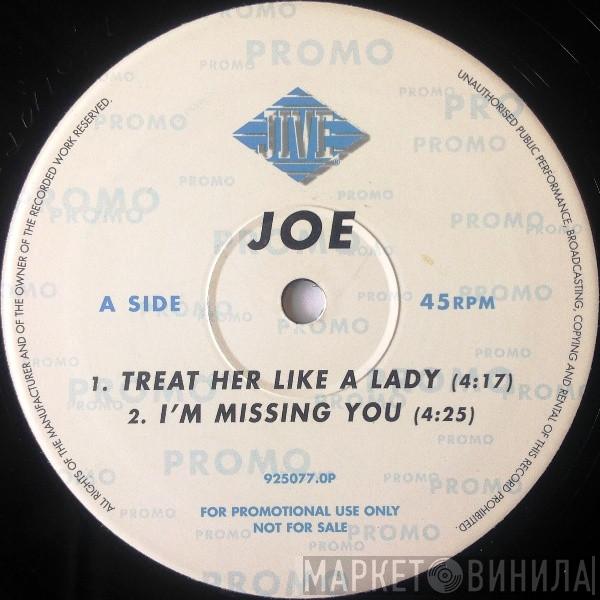 PROMO
JIVE
JOE
A SIDE
45RPM
1. TREAT HER LIKE A LADY (4:17)
2. I'M MISSING YOU (4:25)
925077.0P
FOR PROMOTIONAL USE ONLY
NOT FOR SALE
ALL RIGHTS OF THE MANUFACTURER AND OF THE OWNER OF THE RECORDED WORK RESERVED.
UNAUTHORISED PUBLIC PERFORMANCE, BROADCASTING, COPYING AND RENTAL OF THIS RECORD PROHIBITED.
МАРКЕТ ВИНИЛА